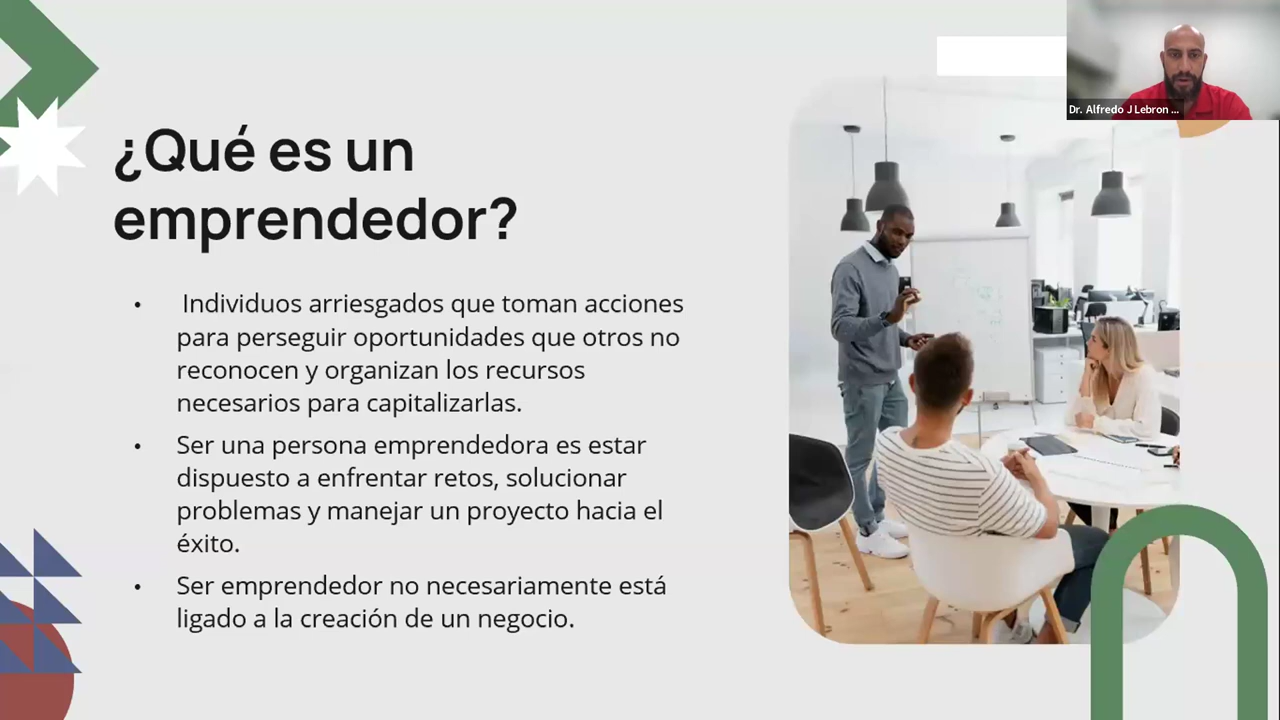 Dr. Alfredo J Lebron ...
¿Qué es un
emprendedor?
• Individuos arriesgados que toman acciones
para perseguir oportunidades que otros no
reconocen y organizan los recursos
necesarios para capitalizarlas.
• Ser una persona emprendedora es estar
dispuesto a enfrentar retos, solucionar
problemas y manejar un proyecto hacia el
éxito.
• Ser emprendedor no necesariamente está
ligado a la creación de un negocio.